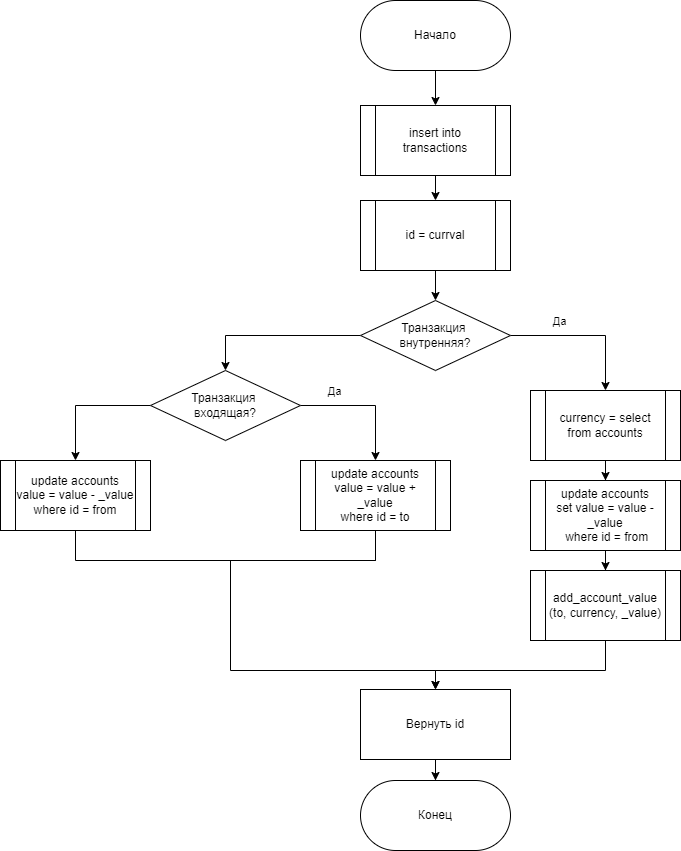 Начало
insert into
transactions
id = currval
Транзакция
внутренняя?
Да
Транзакция
входящая?
Да
currency = select
from accounts
update accounts
value = value - _value
where id = from
update accounts
value = value +
_value
where id = to
update accounts
set value = value -
_value
where id = from
add_account_value
(to, currency, _value)
Вернуть id
Конец